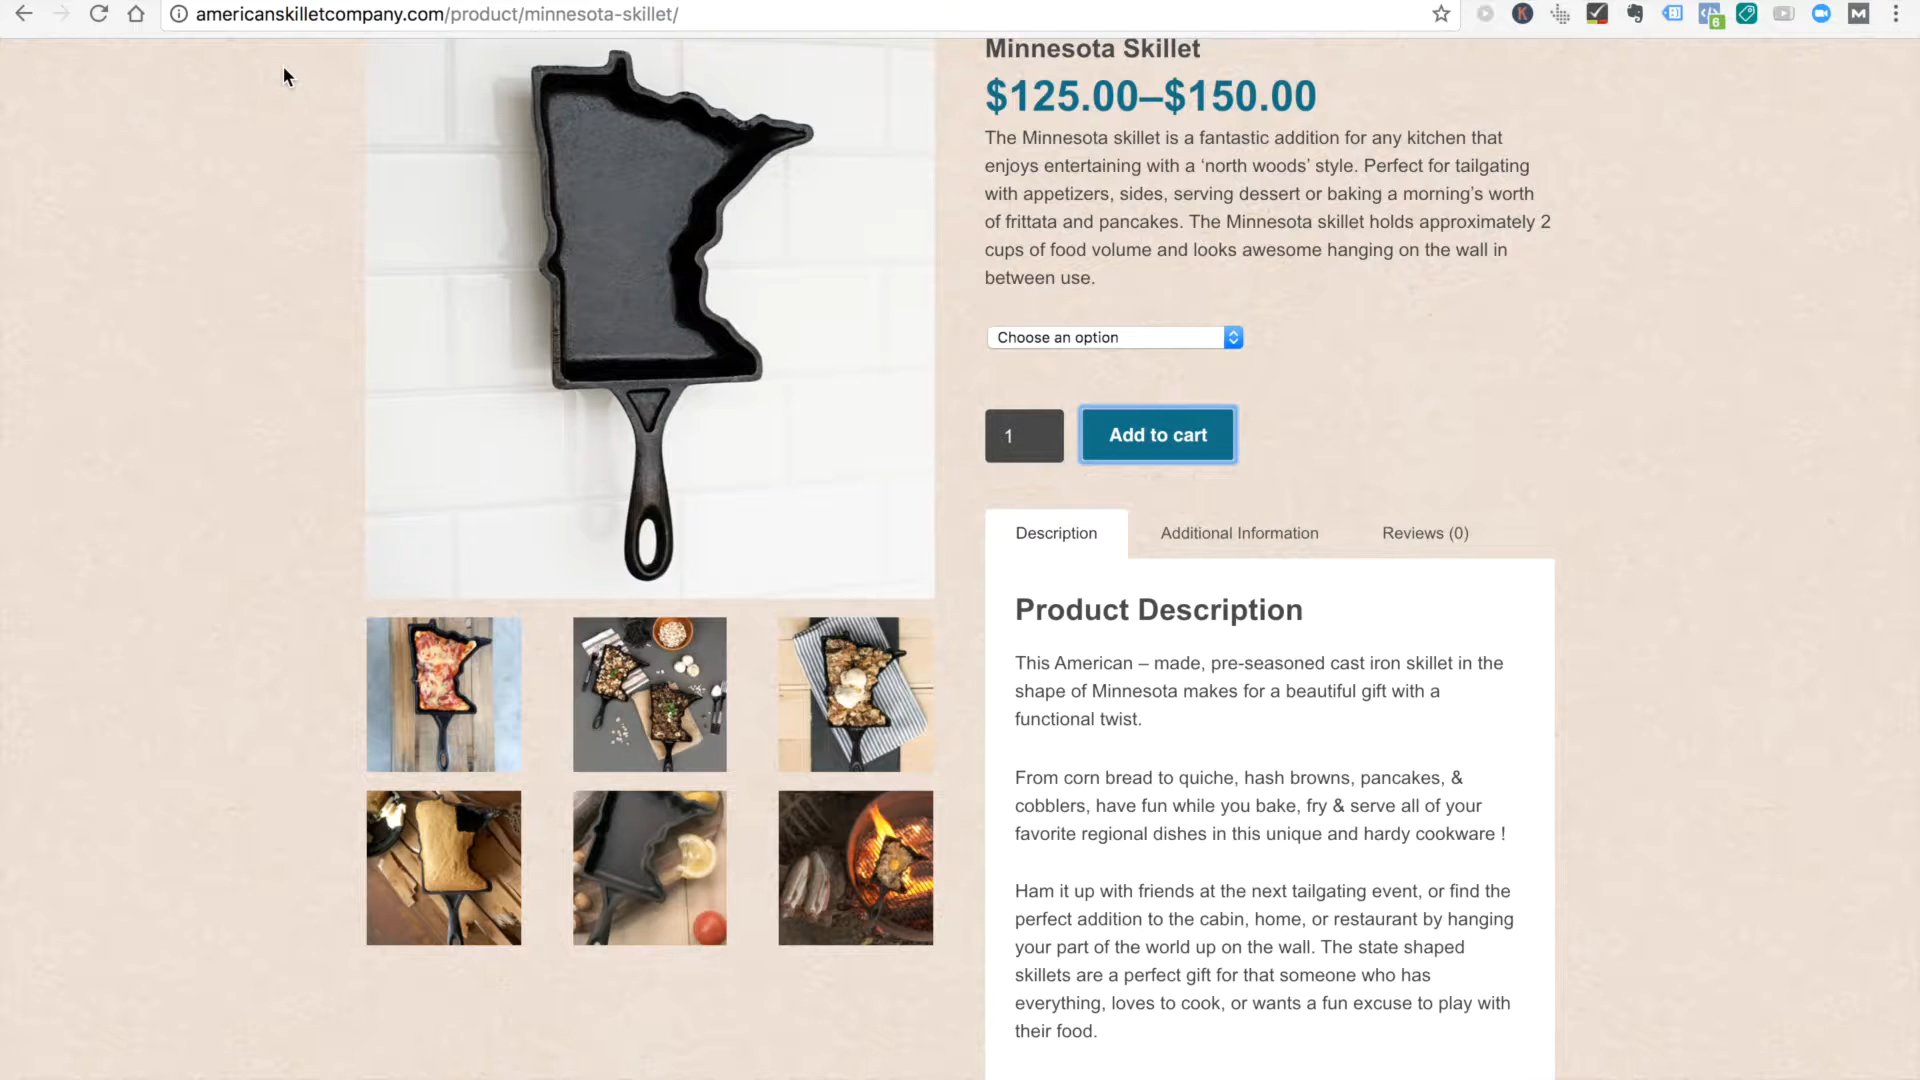 americanskilletcompany.com/product/minnesota-skillet/
6
Minnesota Skillet
$125.00–$150.00
The Minnesota skillet is a fantastic addition for any kitchen that
enjoys entertaining with a ‘north woods’ style. Perfect for tailgating
with appetizers, sides, serving dessert or baking a morning’s worth
of frittata and pancakes. The Minnesota skillet holds approximately 2
cups of food volume and looks awesome hanging on the wall in
between use.
Choose an option
1
Add to cart
Description
Additional Information
Reviews (0)
Product Description
This American – made, pre-seasoned cast iron skillet in the
shape of Minnesota makes for a beautiful gift with a
functional twist.
From corn bread to quiche, hash browns, pancakes, &
cobblers, have fun while you bake, fry & serve all of your
favorite regional dishes in this unique and hardy cookware !
Ham it up with friends at the next tailgating event, or find the
perfect addition to the cabin, home, or restaurant by hanging
your part of the world up on the wall. The state shaped
skillets are a perfect gift for that someone who has
everything, loves to cook, or wants a fun excuse to play with
their food.